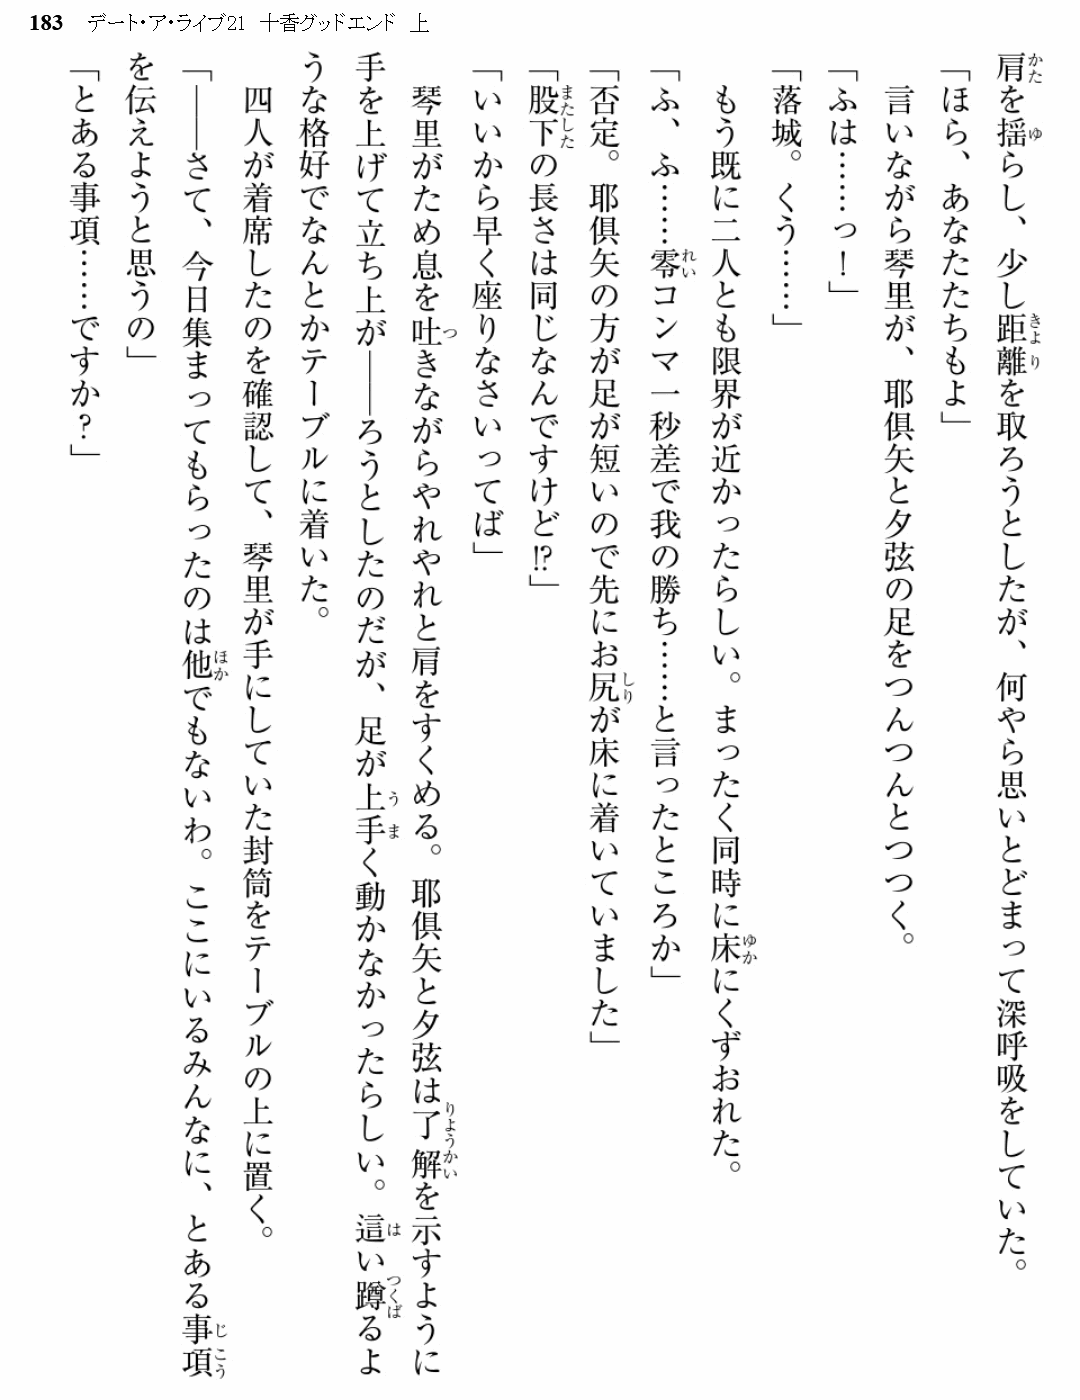 183 デート・ア・ライブ21 十香グッドエンド 上
肩を揺らし、少し距離を取ろうとしたが、何やら思いとどまって深呼吸をしていた。
「ほら、あなたたちもよ」
言いながら琴里が、耶倶矢と夕弦の足をつんつんとつつく。
「ふは……っ！」
「落城。くう……」
もう既に二人とも限界が近かったらしい。まったく同時に床にくずおれた。
「ふ、ふ……零コンマ一秒差で我の勝ち……と言ったところか」
「否定。耶倶矢の方が足が短いので先にお尻が床に着いていました」
「股下の長さは同じなんですけど!?」
「いいから早く座りなさいってば」
琴里がため息を吐きながらやれやれと肩をすくめる。耶倶矢と夕弦は了解を示すように
手を上げて立ち上が――ろうとしたのだが、足が上手く動かなかったらしい。這い蹲るよ
うな格好でなんとかテーブルに着いた。
四人が着席したのを確認して、琴里が手にしていた封筒をテーブルの上に置く。
「――さて、今日集まってもらったのは他でもないわ。ここにいるみんなに、とある事項
を伝えようと思うの」
「とある事項……ですか？」